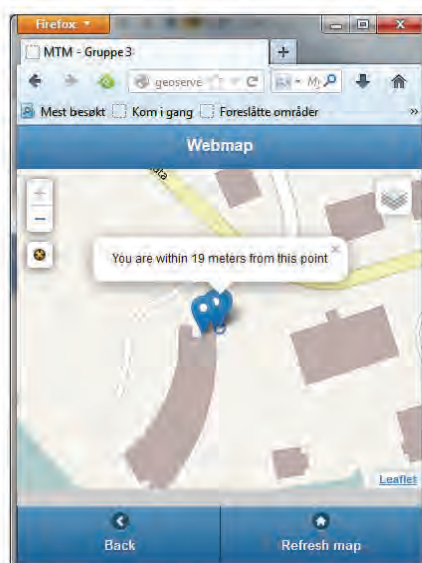 Firefox
MTM - Gruppe 3
geoserve
Mest besøkt Kom i gang Foreslåtte områder »
Webmap
ata
+
−
You are within 19 meters from this point ×
Leaflet
Back Refresh map